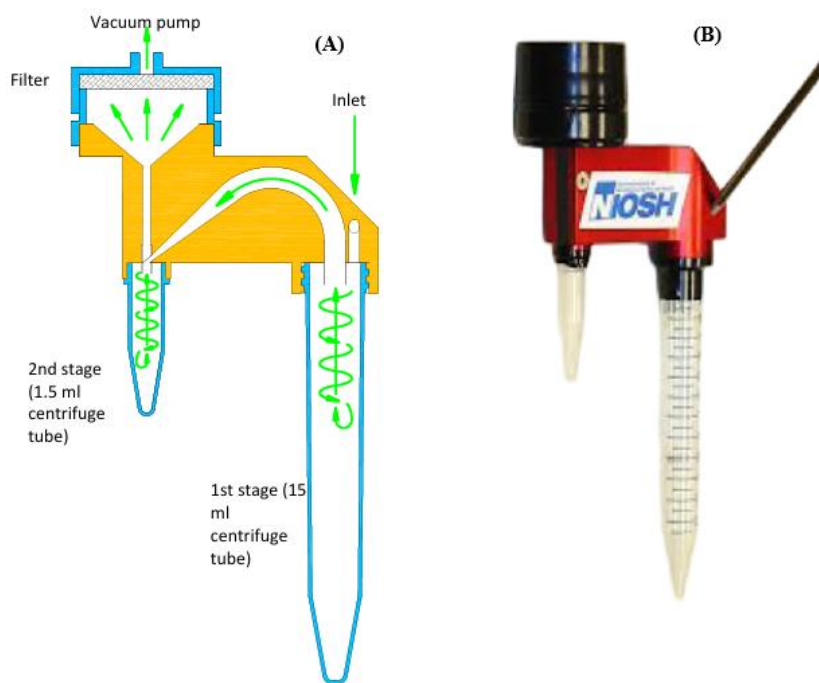 Vacuum pump
(A)
Filter
Inlet
2nd stage
(1.5 ml
centrifuge
tube)
1st stage (15
ml
centrifuge
tube)
(B)
NIOSH